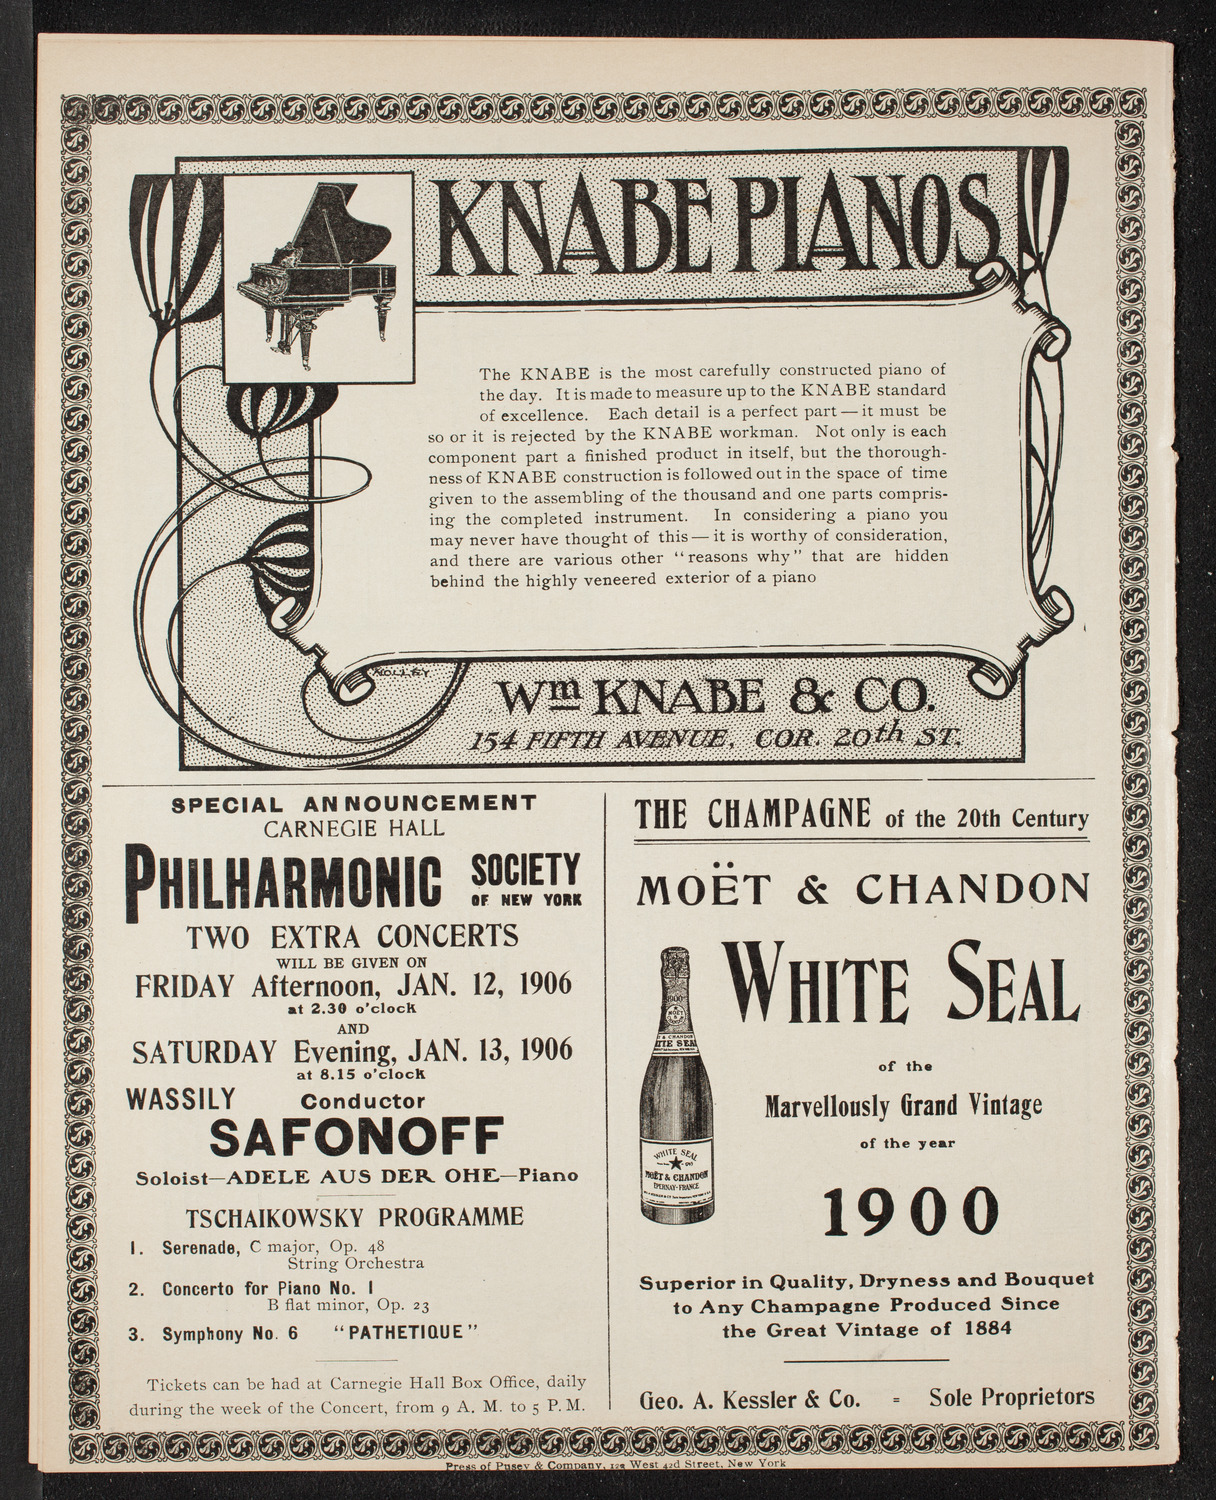 KNABE PIANOS
The KNABE is the most carefully constructed piano of
the day. It is made to measure up to the KNABE standard
of excellence. Each detail is a perfect part — it must be
so or it is rejected by the KNABE workman. Not only is each
component part a finished product in itself, but the thorough-
ness of KNABE construction is followed out in the space of time
given to the assembling of the thousand and one parts compris-
ing the completed instrument. In considering a piano you
may never have thought of this — it is worthy of consideration,
and there are various other “reasons why” that are hidden
behind the highly veneered exterior of a piano
Wm KNABE & CO.
154 FIFTH AVENUE, COR. 20th ST.
SPECIAL ANNOUNCEMENT
CARNEGIE HALL
PHILHARMONIC SOCIETY
OF NEW YORK
TWO EXTRA CONCERTS
WILL BE GIVEN ON
FRIDAY Afternoon, JAN. 12, 1906
at 2.30 o'clock
AND
SATURDAY Evening, JAN. 13, 1906
at 8.15 o'clock
WASSILY Conductor
SAFONOFF
Soloist—ADELE AUS DER OHE—Piano
TSCHAIKOWSKY PROGRAMME
1. Serenade, C major, Op. 48
String Orchestra
2. Concerto for Piano No. 1
B flat minor, Op. 23
3. Symphony No. 6 “PATHETIQUE”
Tickets can be had at Carnegie Hall Box Office, daily
during the week of the Concert, from 9 A. M. to 5 P. M.
THE CHAMPAGNE of the 20th Century
MOËT & CHANDON
WHITE SEAL
of the
Marvellously Grand Vintage
of the year
1900
WHITE SEAL
MOËT & CHANDON
EPERNAY-FRANCE
Superior in Quality, Dryness and Bouquet
to Any Champagne Produced Since
the Great Vintage of 1884
Geo. A. Kessler & Co. = Sole Proprietors
Press of Pusey & Company, 123 West 42d Street, New York